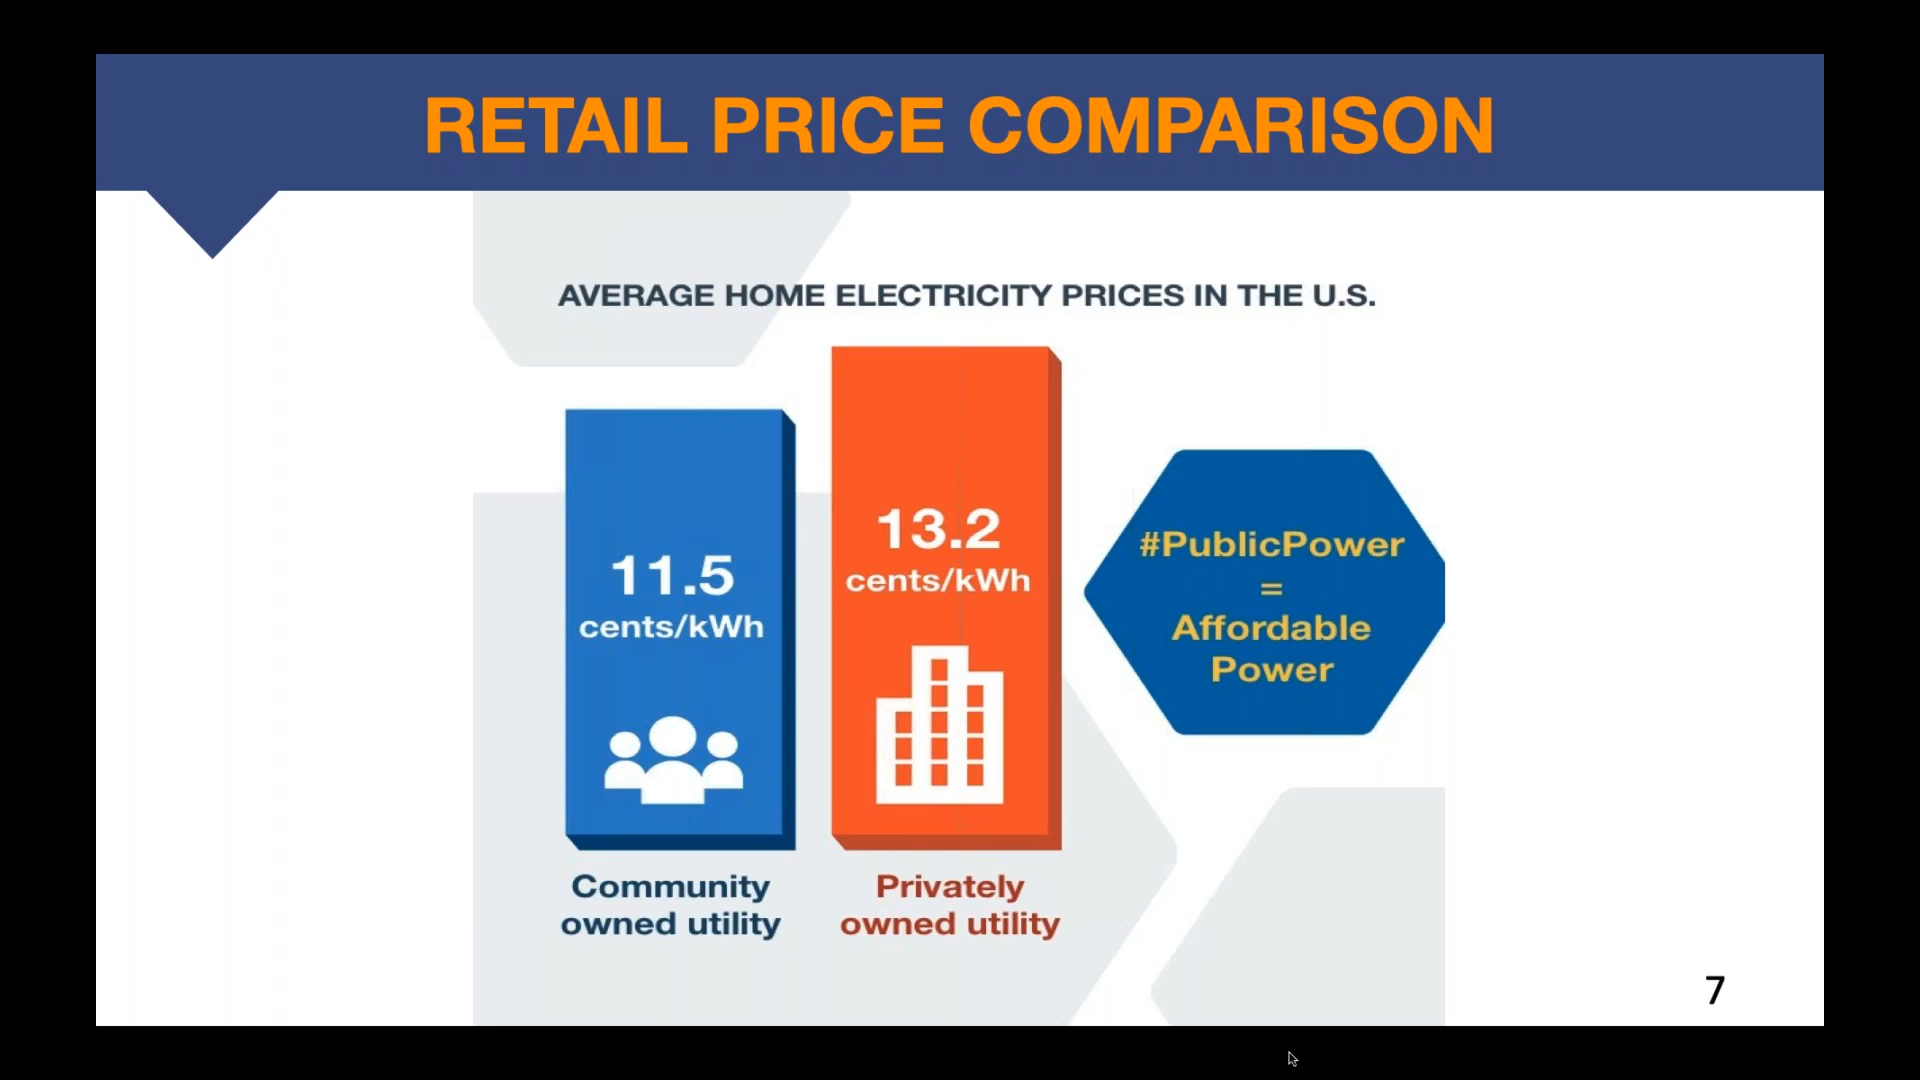 RETAIL PRICE COMPARISON
AVERAGE HOME ELECTRICITY PRICES IN THE U.S.
11.5
cents/kWh
Community
owned utility
13.2
cents/kWh
Privately
owned utility
#PublicPower
=
Affordable
Power
7